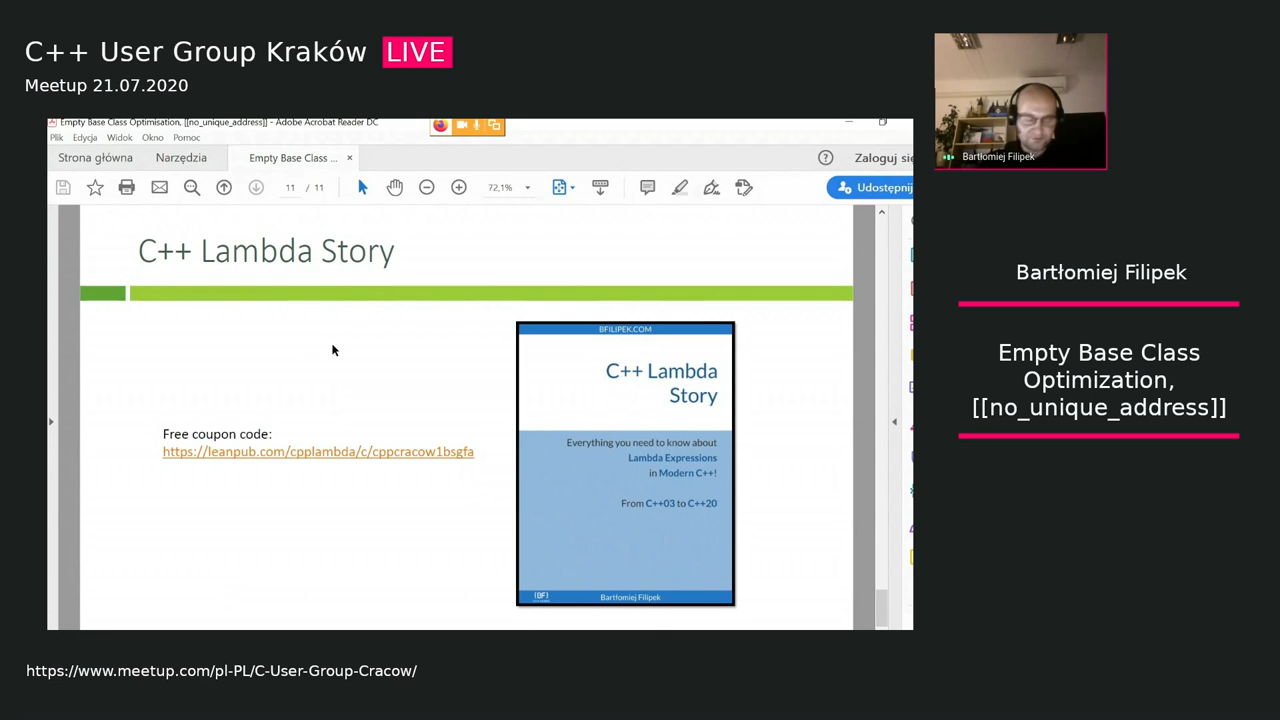 C++ User Group Kraków LIVE
Meetup 21.07.2020
Empty Base Class Optimisation, [[no_unique_address]] - Adobe Acrobat Reader DC
Plik Edycja Widok Okno Pomoc
Strona główna Narzędzia Empty Base Class ... × Zaloguj się
11 / 11 72,1% Udostępnij
C++ Lambda Story
Free coupon code:
https://leanpub.com/cpplambda/c/cppcracow1bsgfa
BFILIPEK.COM
C++ Lambda
Story
Everything you need to know about
Lambda Expressions
in Modern C++!
From C++03 to C++20
{BF}
Bartłomiej Filipek
Bartłomiej Filipek
Bartłomiej Filipek
Empty Base Class
Optimization,
[[no_unique_address]]
https://www.meetup.com/pl-PL/C-User-Group-Cracow/